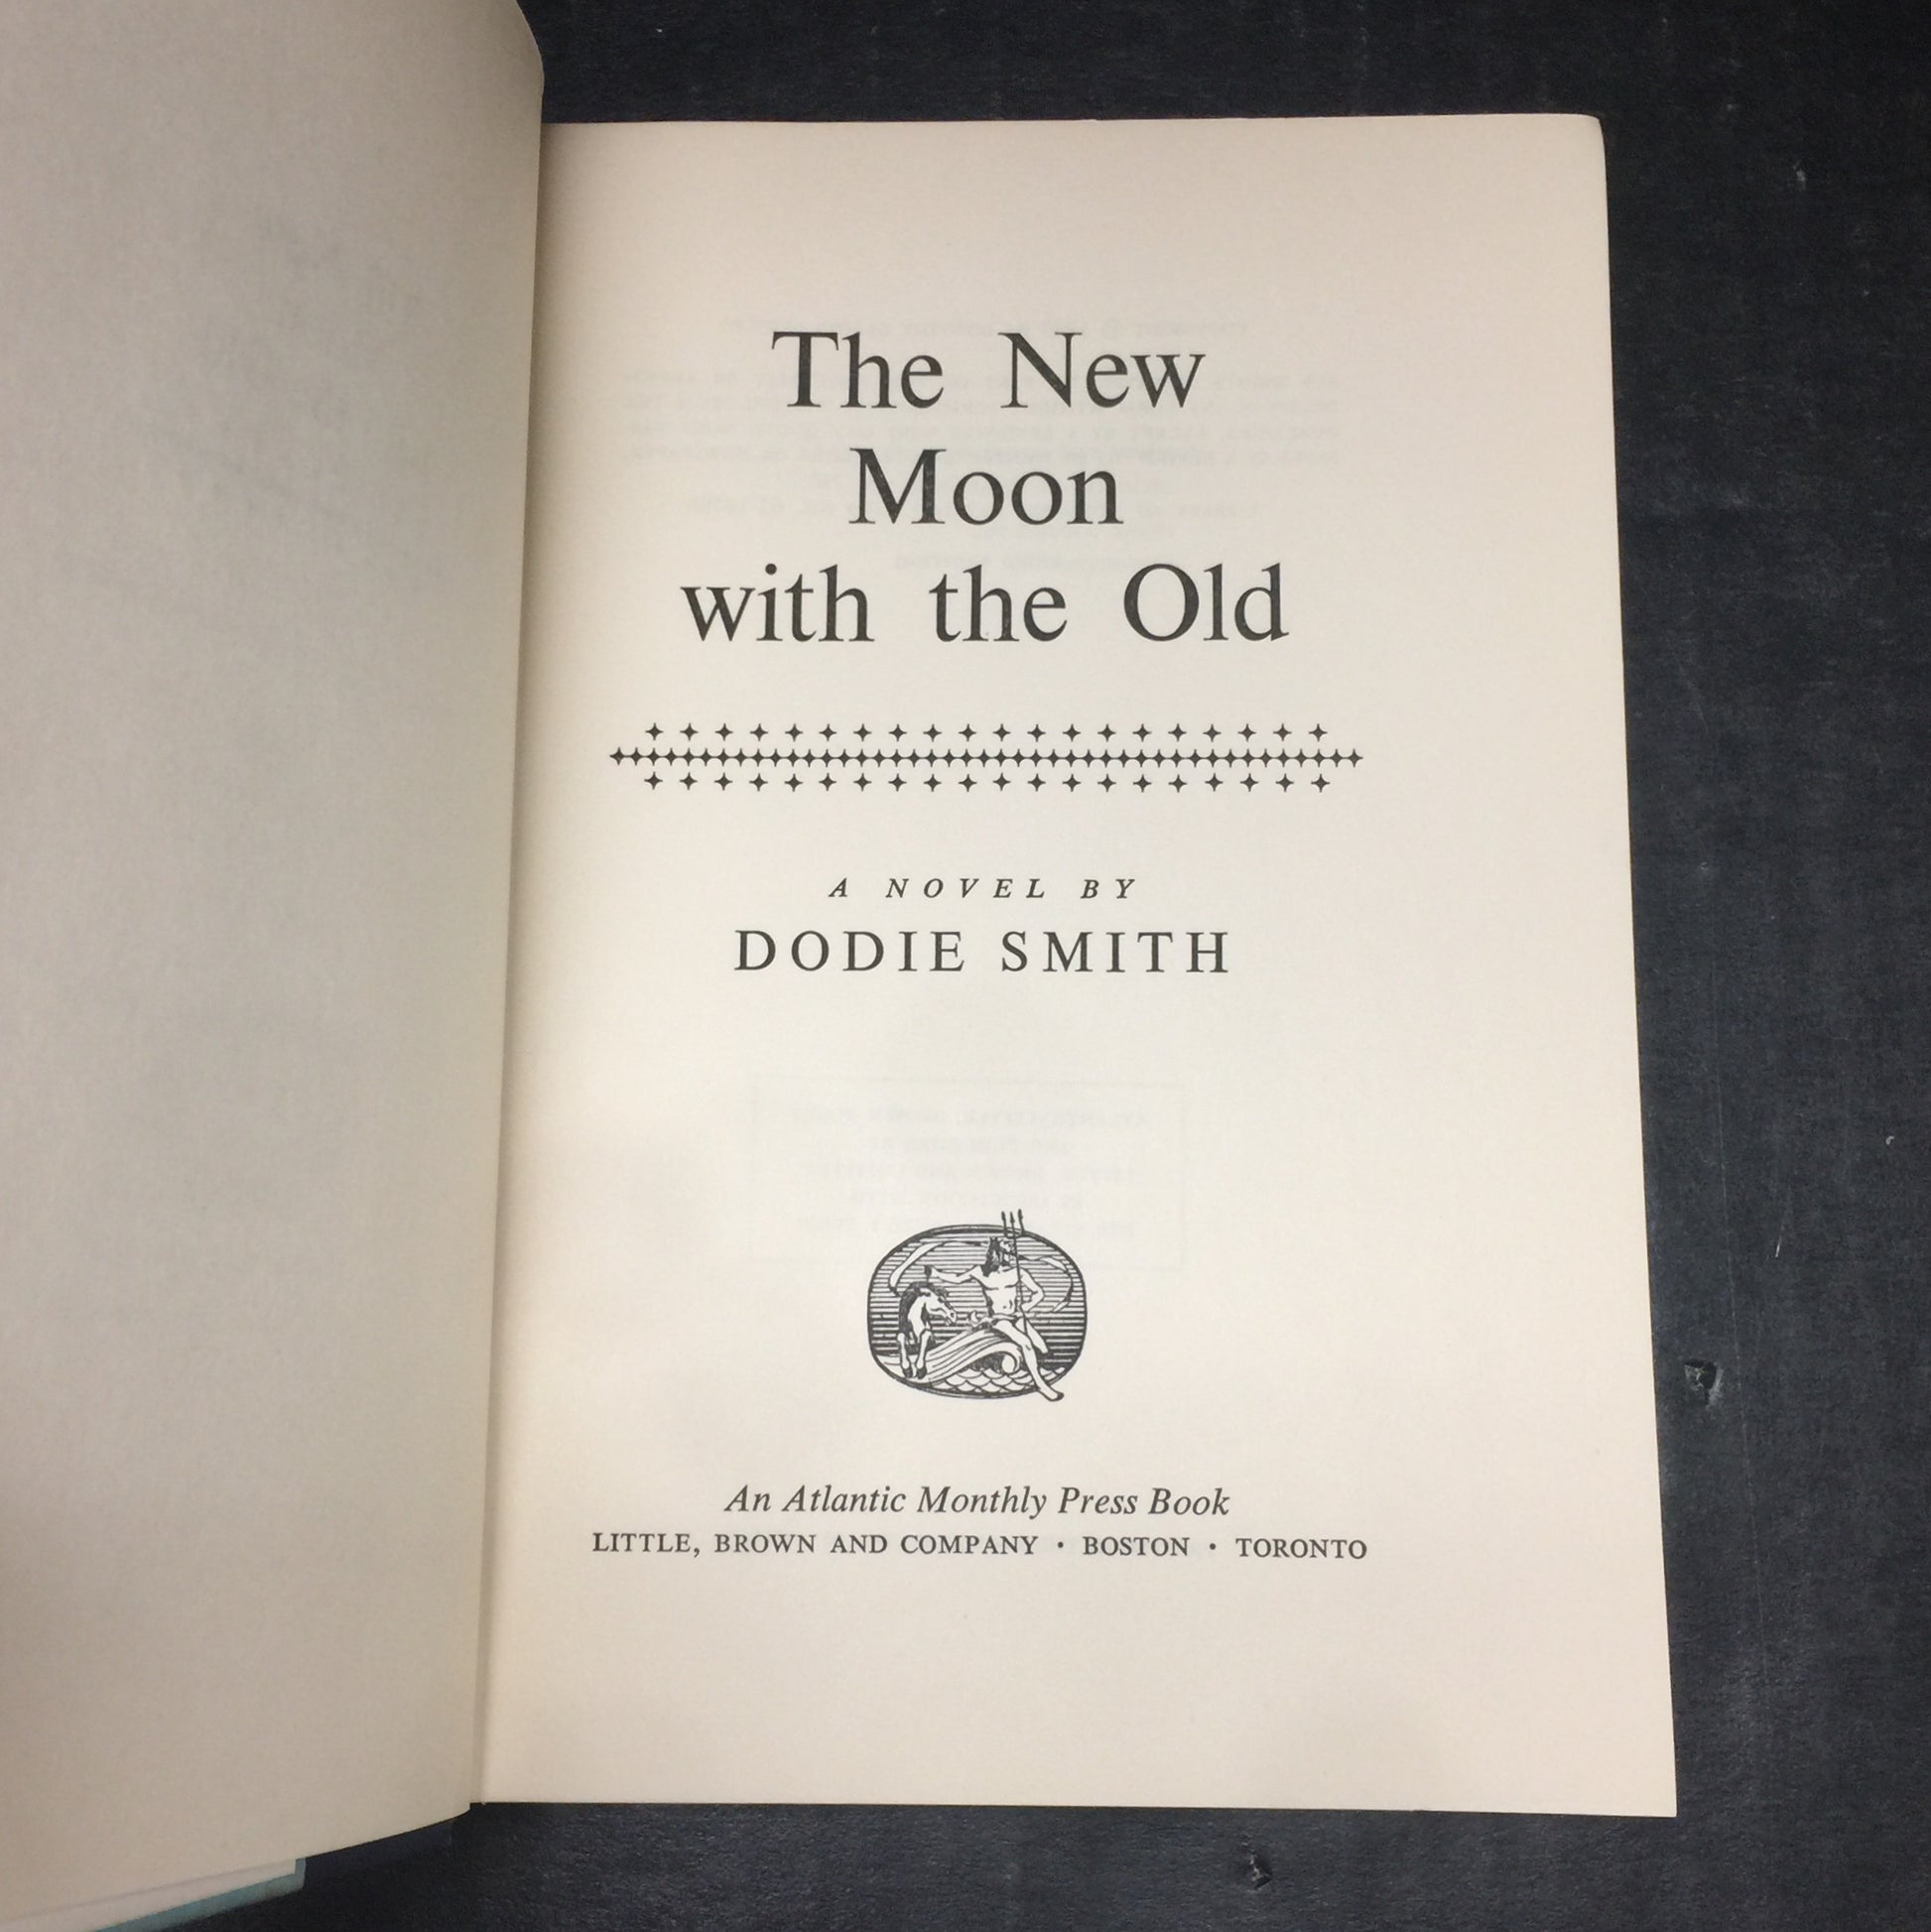 The New
Moon
with the Old
A NOVEL BY
DODIE SMITH
An Atlantic Monthly Press Book
LITTLE, BROWN AND COMPANY • BOSTON • TORONTO